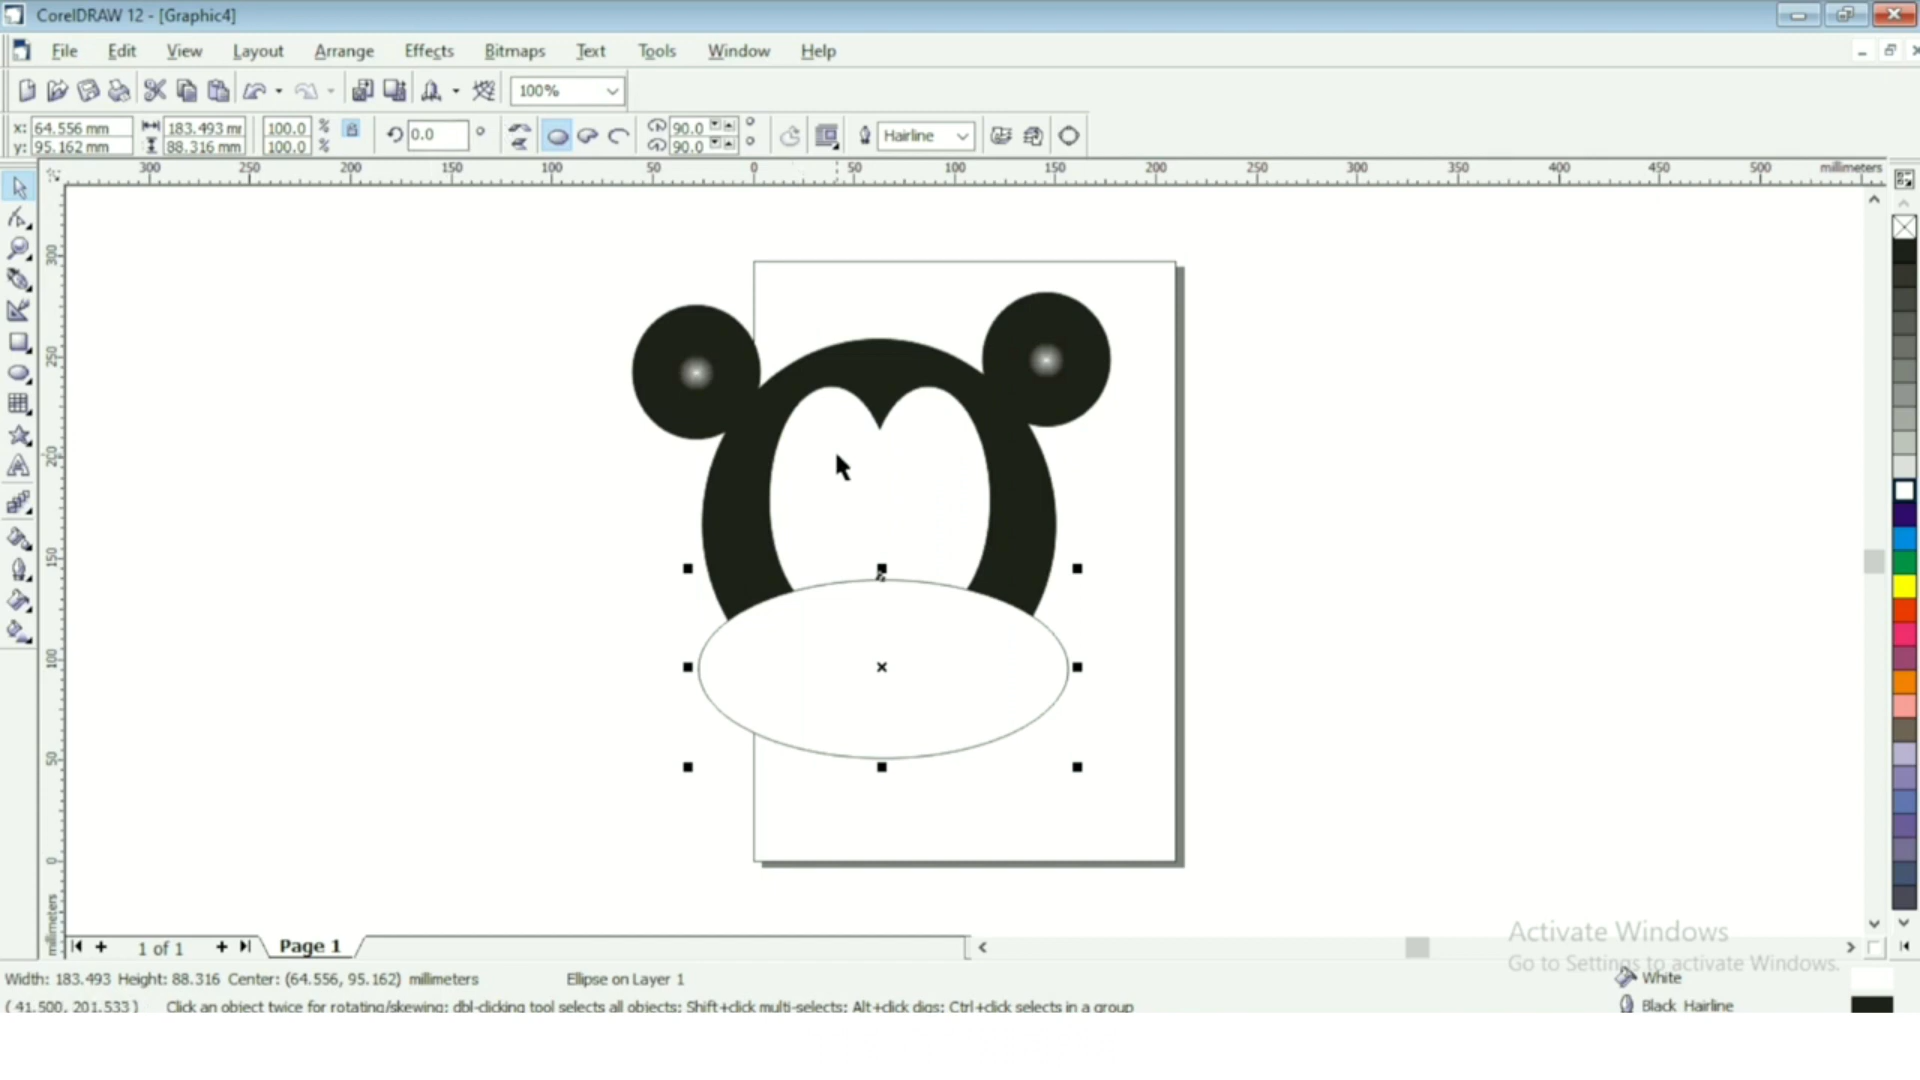 CorelDRAW 12 - [Graphic4]
File Edit View Layout Arrange Effects Bitmaps Text Tools Window Help
100%
x: 64.556 mm 183.493 mm 100.0 % 0.0 ° 90.0 ° Hairline
y: 95.162 mm 88.316 mm 100.0 % 90.0 °
300 250 200 150 100 50 0 50 100 150 200 250 300 350 400 450 500 millimeters
300
250
200
150
100
50
0
millimeters
1 of 1 Page 1
Activate Windows
Go to Settings to activate Windows.
Width: 183.493 Height: 88.316 Center: (64.556, 95.162) millimeters Ellipse on Layer 1 White
( 41.500, 201.533 ) Click an object twice for rotating/skewing; dbl-clicking tool selects all objects; Shift+click multi-selects; Alt+click digs; Ctrl+click selects in a group Black Hairline